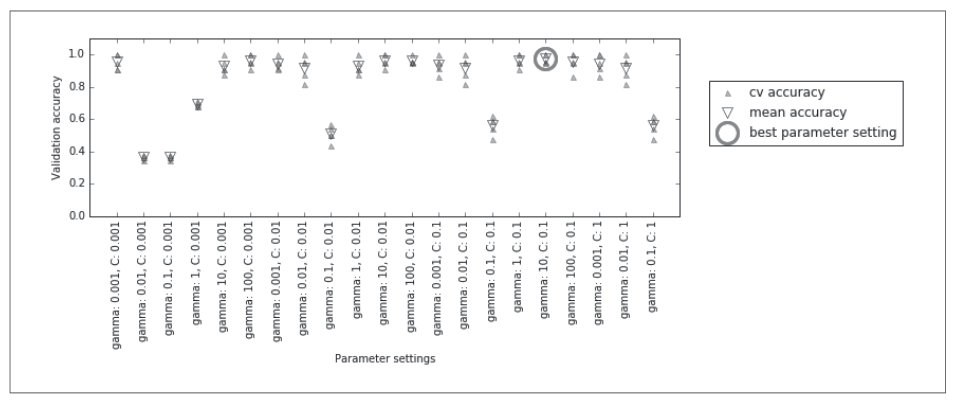 1.0
0.8
0.6
0.4
0.2
0.0
Validation accuracy
gamma: 0.001, C: 0.001
gamma: 0.01, C: 0.001
gamma: 0.1, C: 0.001
gamma: 1, C: 0.001
gamma: 10, C: 0.001
gamma: 100, C: 0.001
gamma: 0.001, C: 0.01
gamma: 0.01, C: 0.01
gamma: 0.1, C: 0.01
gamma: 1, C: 0.01
gamma: 10, C: 0.01
gamma: 100, C: 0.01
gamma: 0.001, C: 0.1
gamma: 0.01, C: 0.1
gamma: 0.1, C: 0.1
gamma: 1, C: 0.1
gamma: 10, C: 0.1
gamma: 100, C: 0.1
gamma: 0.001, C: 1
gamma: 0.01, C: 1
gamma: 0.1, C: 1
Parameter settings
cv accuracy
mean accuracy
best parameter setting